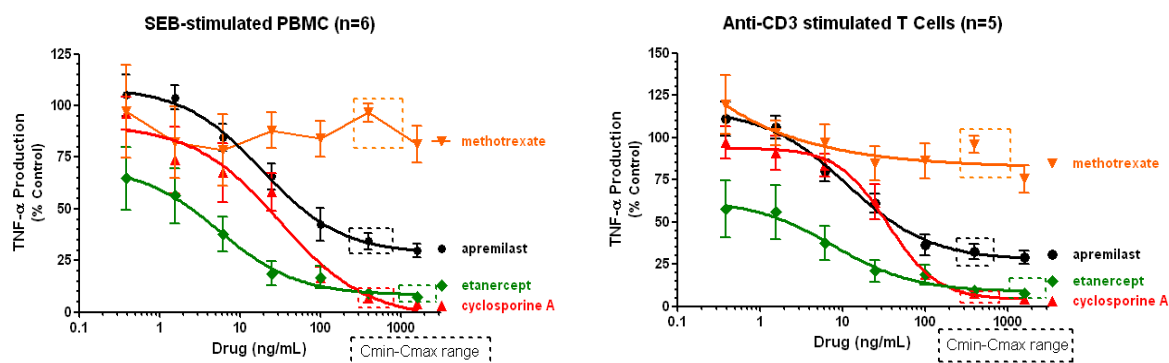 SEB-stimulated PBMC (n=6)
125
100
75
50
25
0
TNF-α Production
(% Control)
0.1
1
10
100
1000
Drug (ng/mL)
Cmin-Cmax range
methotrexate
apremilast
etanercept
cyclosporine A
Anti-CD3 stimulated T Cells (n=5)
150
125
100
75
50
25
0
TNF-α Production
(% Control)
0.1
1
10
100
1000
Drug (ng/mL)
Cmin-Cmax range
methotrexate
apremilast
etanercept
cyclosporine A